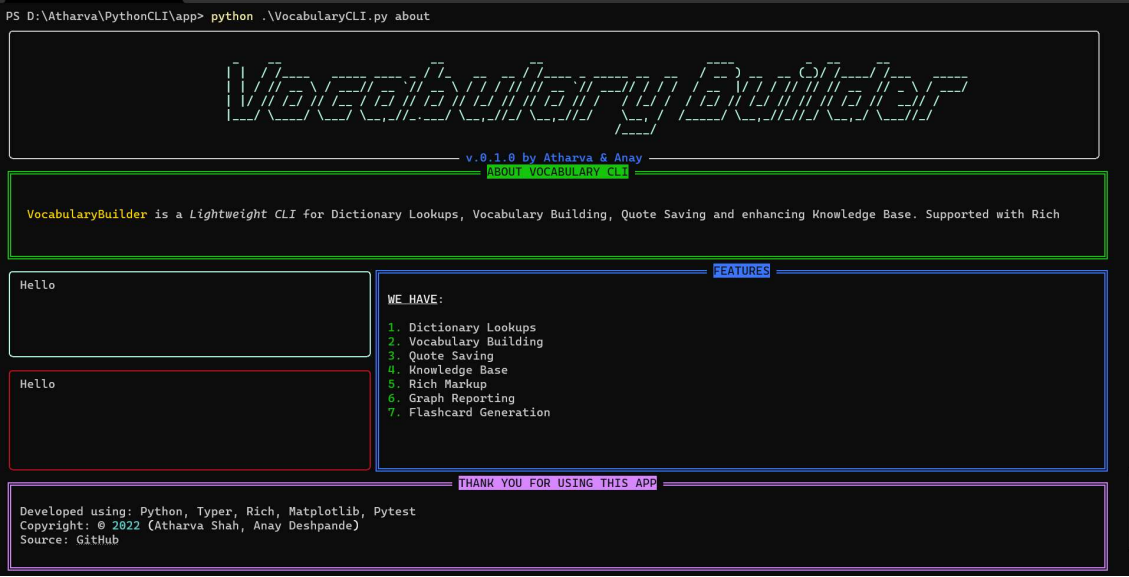 PS D:\Atharva\PythonCLI\app> python .\VocabularyCLI.py about
Vocabulary Builder
v.0.1.0 by Atharva & Anay
ABOUT VOCABULARY CLI
VocabularyBuilder is a Lightweight CLI for Dictionary Lookups, Vocabulary Building, Quote Saving and enhancing Knowledge Base. Supported with Rich
Hello
Hello
FEATURES
WE HAVE:
1. Dictionary Lookups
2. Vocabulary Building
3. Quote Saving
4. Knowledge Base
5. Rich Markup
6. Graph Reporting
7. Flashcard Generation
THANK YOU FOR USING THIS APP
Developed using: Python, Typer, Rich, Matplotlib, Pytest
Copyright: © 2022 (Atharva Shah, Anay Deshpande)
Source: GitHub